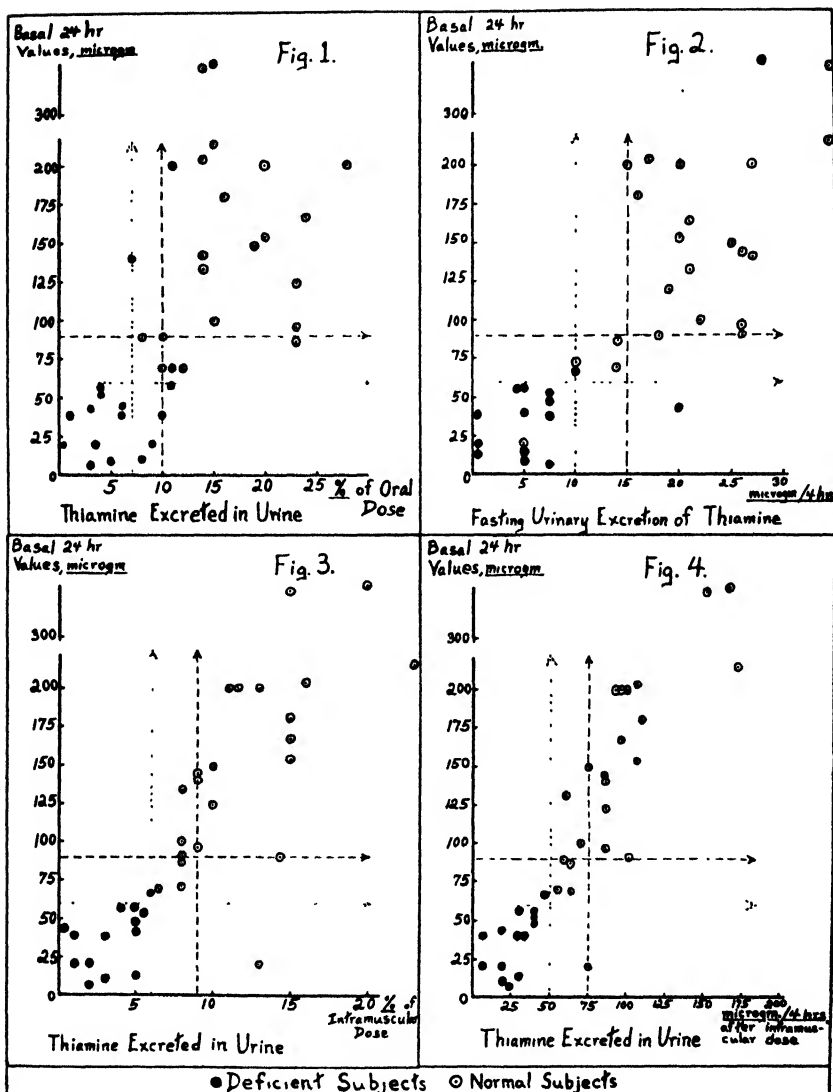 Basal 24 hr
Values, microgm
Fig. 1.
300
200
175
150
125
100
75
50
25
0
5
10
15
20
25
% of Oral
Dose
Thiamine Excreted in Urine
Basal 24 hr
Values, microgm.
Fig. 2.
300
200
175
150
125
100
75
50
25
0
5
10
15
20
25
30
microgm/4 hrs
Fasting Urinary Excretion of Thiamine
Basal 24 hr
Values, microgm
Fig. 3.
300
200
175
150
125
100
75
50
25
0
5
10
15
20 % of
Intramuscular
Dose
Thiamine Excreted in Urine
Basal 24 hr
Values, microgm
Fig. 4.
300
200
175
150
125
100
75
50
25
0
25
50
75
100
125
150
175
200
microgm/4 hrs
after intramus-
cular dose
Thiamine Excreted in Urine
Deficient Subjects
Normal Subjects